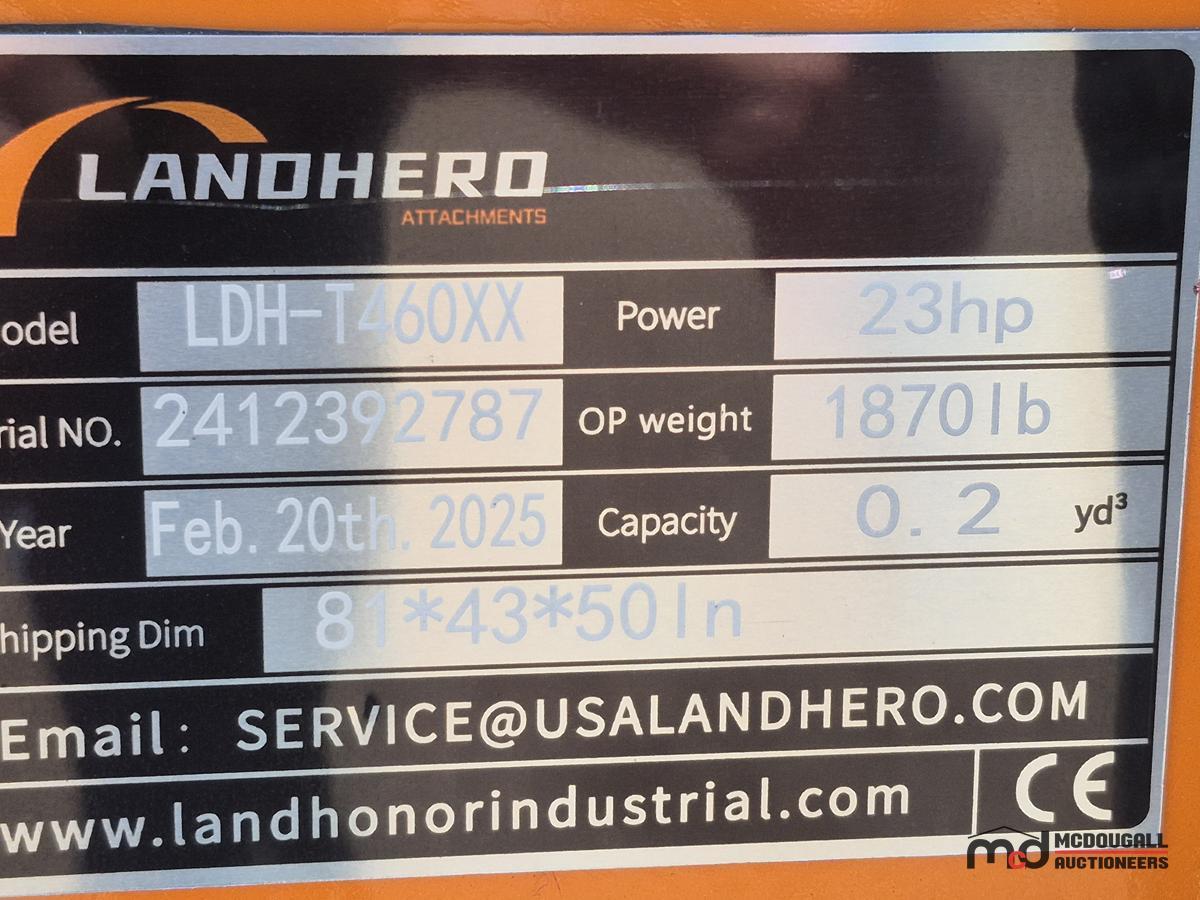 LANDHERO
ATTACHMENTS
odel LDH-T460XX Power 23hp
rial NO. 2412392787 OP weight 1870lb
Year Feb. 20th. 2025 Capacity 0.2 yd³
hipping Dim 81*43*50In
Email: SERVICE@USALANDHERO.COM
www.landhonorindustrial.com CE
mcd MCDOUGALL
AUCTIONEERS